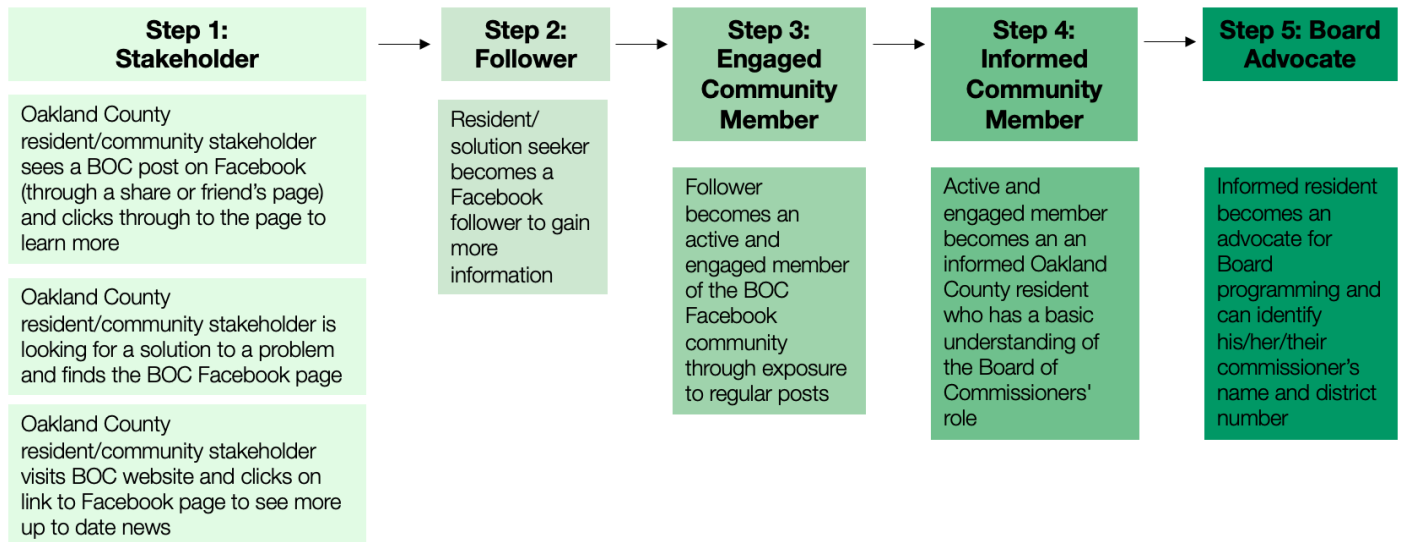 Step 1:
Stakeholder
Oakland County
resident/community stakeholder
sees a BOC post on Facebook
(through a share or friend's page)
and clicks through to the page to
learn more
Oakland County
resident/community stakeholder is
looking for a solution to a problem
and finds the BOC Facebook page
Oakland County
resident/community stakeholder
visits BOC website and clicks on
link to Facebook page to see more
up to date news
Step 2:
Follower
Resident/
solution seeker
becomes a
Facebook
follower to gain
more
information
Step 3:
Engaged
Community
Member
Follower
becomes an
active and
engaged member
of the BOC
Facebook
community
through exposure
to regular posts
Step 4:
Informed
Community
Member
Active and
engaged member
becomes an an
informed Oakland
County resident
who has a basic
understanding of
the Board of
Commissioners'
role
Step 5: Board
Advocate
Informed resident
becomes an
advocate for
Board
programming and
can identify
his/her/their
commissioner's
name and district
number